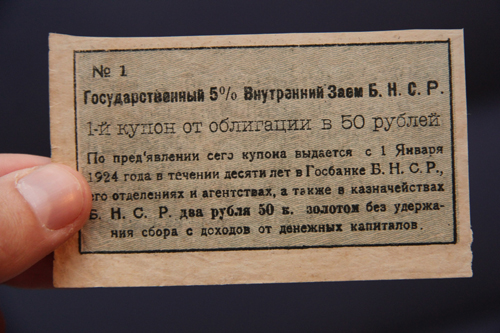 № 1
Государственный 5% Внутренний Заем Б. Н. С. Р.
1-й купон от облигации в 50 рублей
По пред'явлении сего купона выдается с 1 Января
1924 года в течении десяти лет в Госбанке Б. Н. С. Р.,
его отделениях и агентствах, а также в казначействах
Б. Н. С. Р. два рубля 50 к. золотом без удержа-
ния сбора с доходов от денежных капиталов.